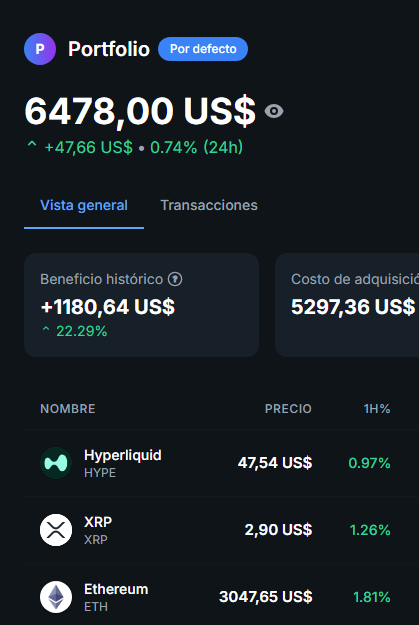 P Portfolio Por defecto
6478,00 US$
+47,66 US$ • 0.74% (24h)
Vista general Transacciones
Beneficio histórico Costo de adquisició
+1180,64 US$ 5297,36 US$
22.29%
NOMBRE PRECIO 1H%
Hyperliquid 47,54 US$ 0.97%
HYPE
XRP 2,90 US$ 1.26%
XRP
Ethereum 3047,65 US$ 1.81%
ETH